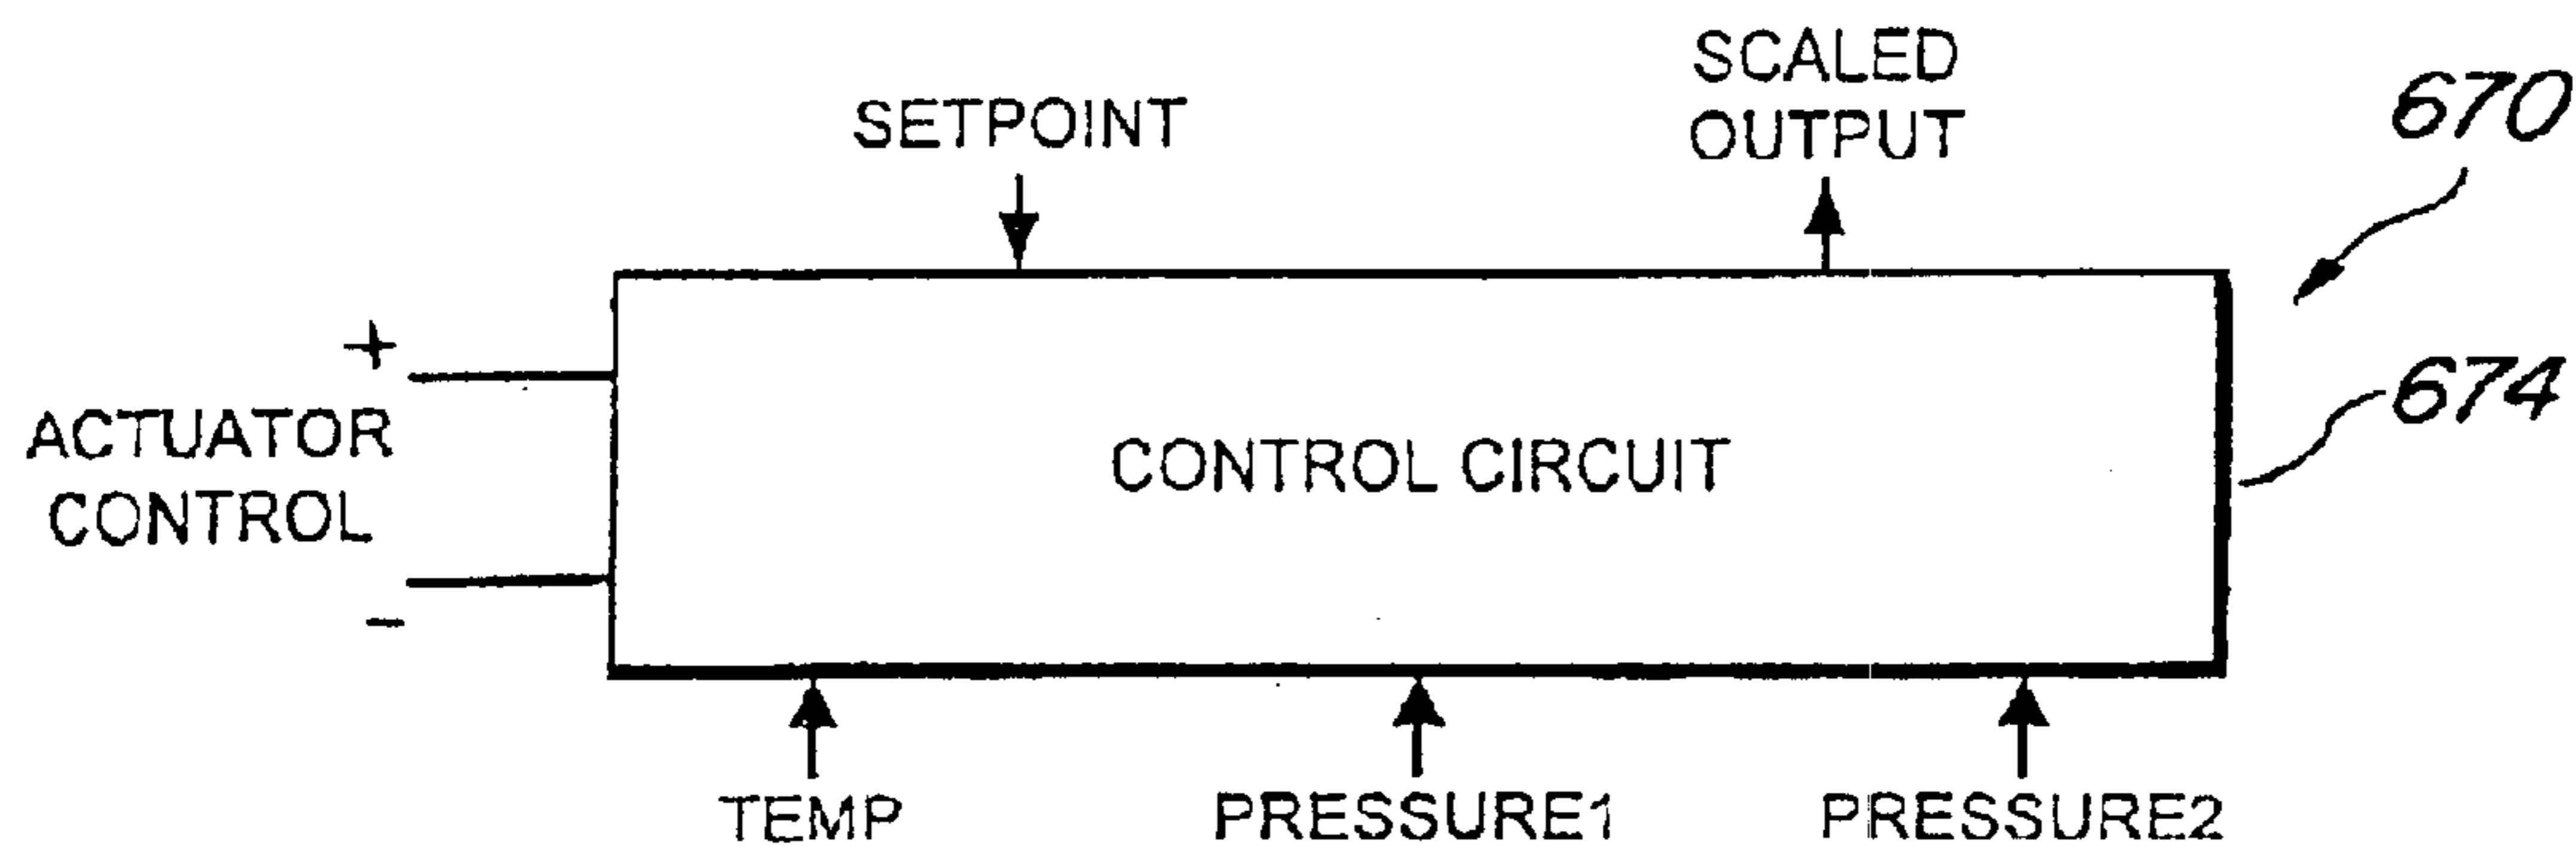 SCALED
OUTPUT
SETPOINT
670
+
ACTUATOR
CONTROL
-
CONTROL CIRCUIT
674
TEMP
PRESSURE1
PRESSURE2